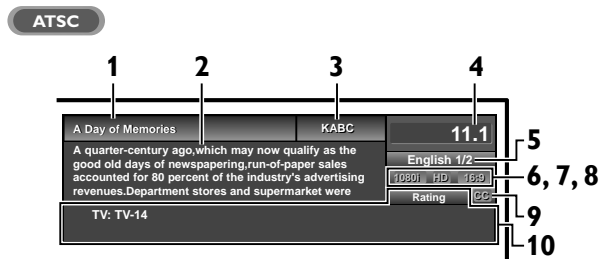 ATSC
1 2 3 4
A Day of Memories KABC 11.1
A quarter-century ago,which may now qualify as the
good old days of newspapering,run-of-paper sales
accounted for 80 percent of the industry's advertising
revenues.Department stores and supermarket were
English 1/2
5
1080i HD 16:9
6, 7, 8
Rating CC
9
TV: TV-14
10